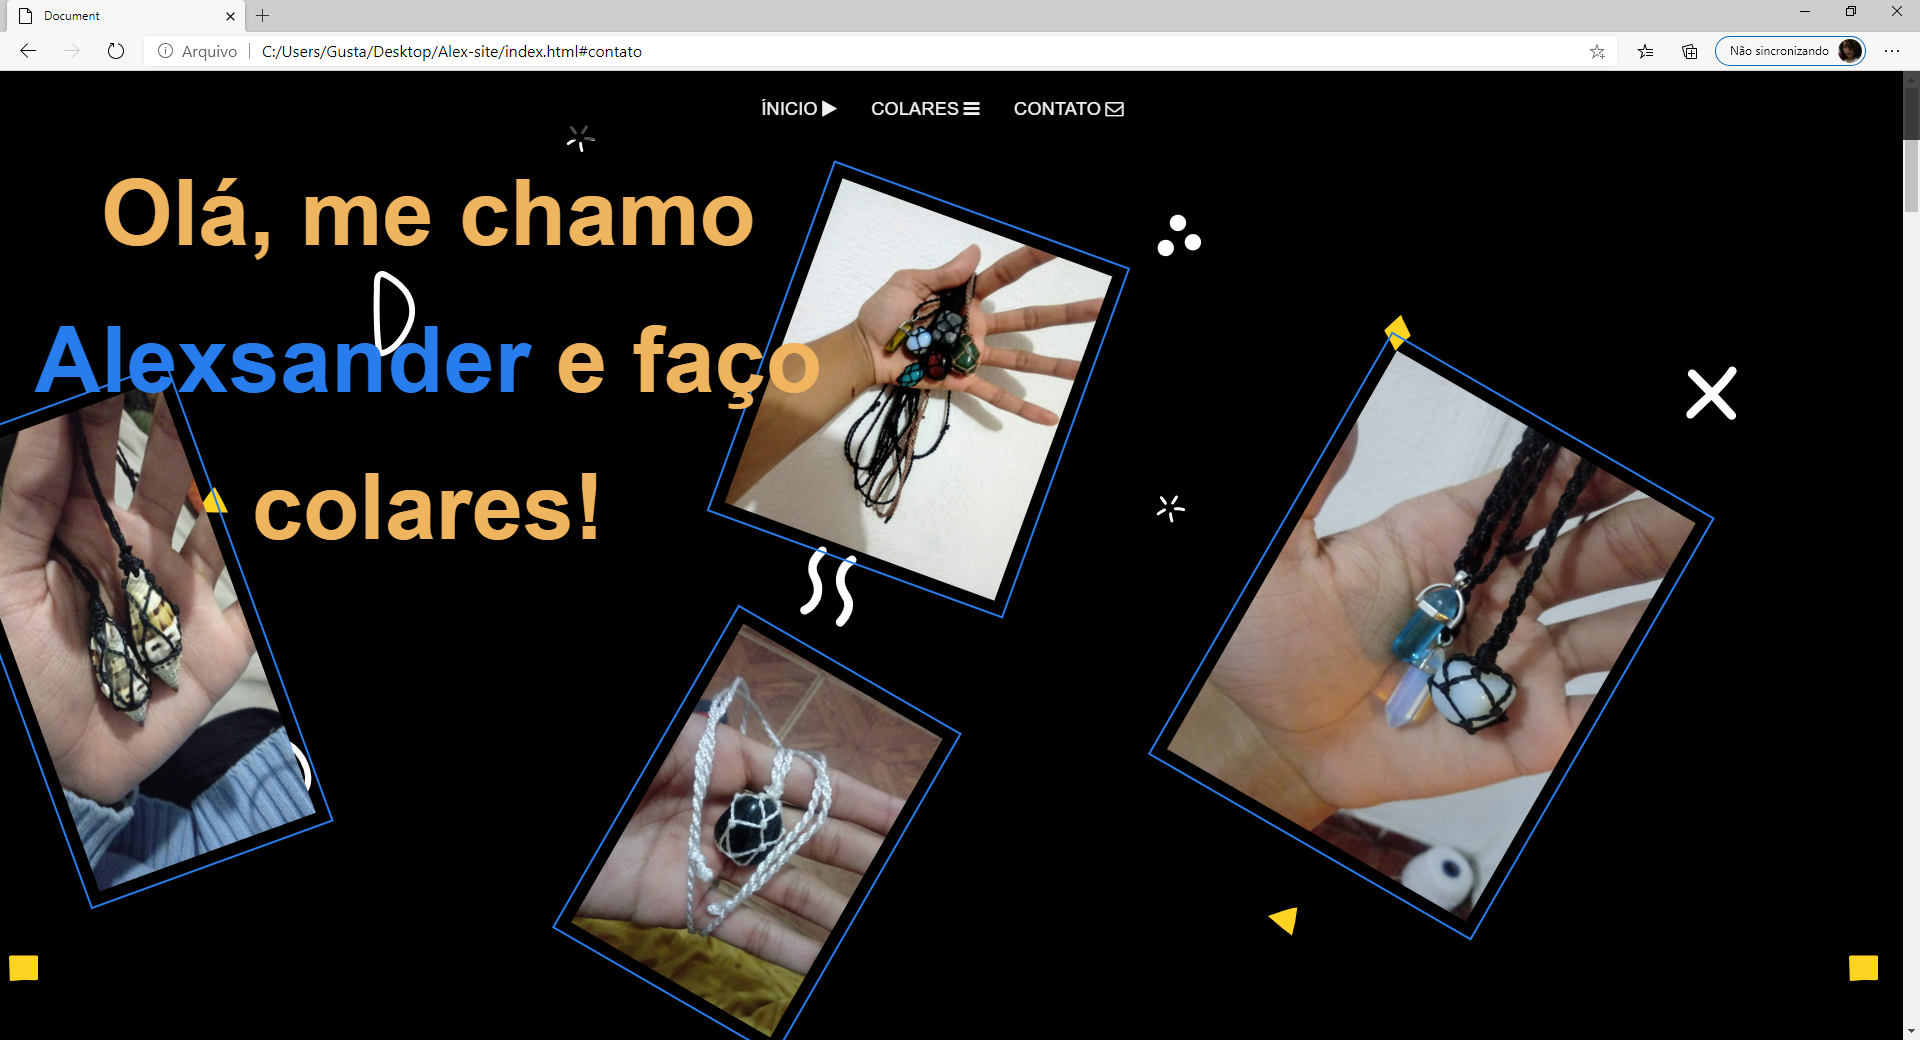 Document
Arquivo
C:/Users/Gusta/Desktop/Alex-site/index.html#contato
Não sincronizando
ÍNICIO
COLARES
CONTATO
Olá, me chamo
Alexsander e faço
colares!